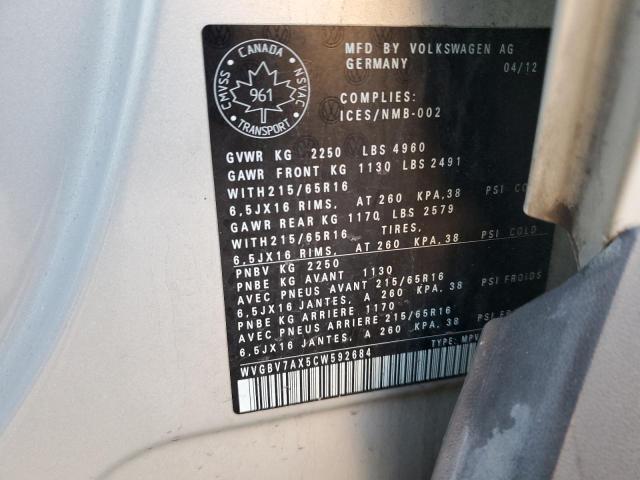 CANADA
CMVSS
NSVAC
961
TRANSPORT
MFD BY VOLKSWAGEN AG
GERMANY 04/12
COMPLIES:
ICES/NMB-002
GVWR KG 2250 LBS 4960
GAWR FRONT KG 1130 LBS 2491
WITH215/65R16
6,5JX16 RIMS, AT 260 KPA,38 PSI
GAWR REAR KG 1170 LBS 2579
WITH215/65R16 TIRES,
6,5JX16 RIMS, AT 260 KPA, 38 PSI COLD
PNBV KG 2250
PNBE KG AVANT 1130
AVEC PNEUS AVANT 215/65R16
6,5JX16 JANTES, A 260 KPA, 38 PSI FROIDS
PNBE KG ARRIERE 1170
AVEC PNEUS ARRIERE 215/65R16
6,5JX16 JANTES, A 260 KPA, 38 PSI
WVGBV7AX5CW592684 TYPE: MPV